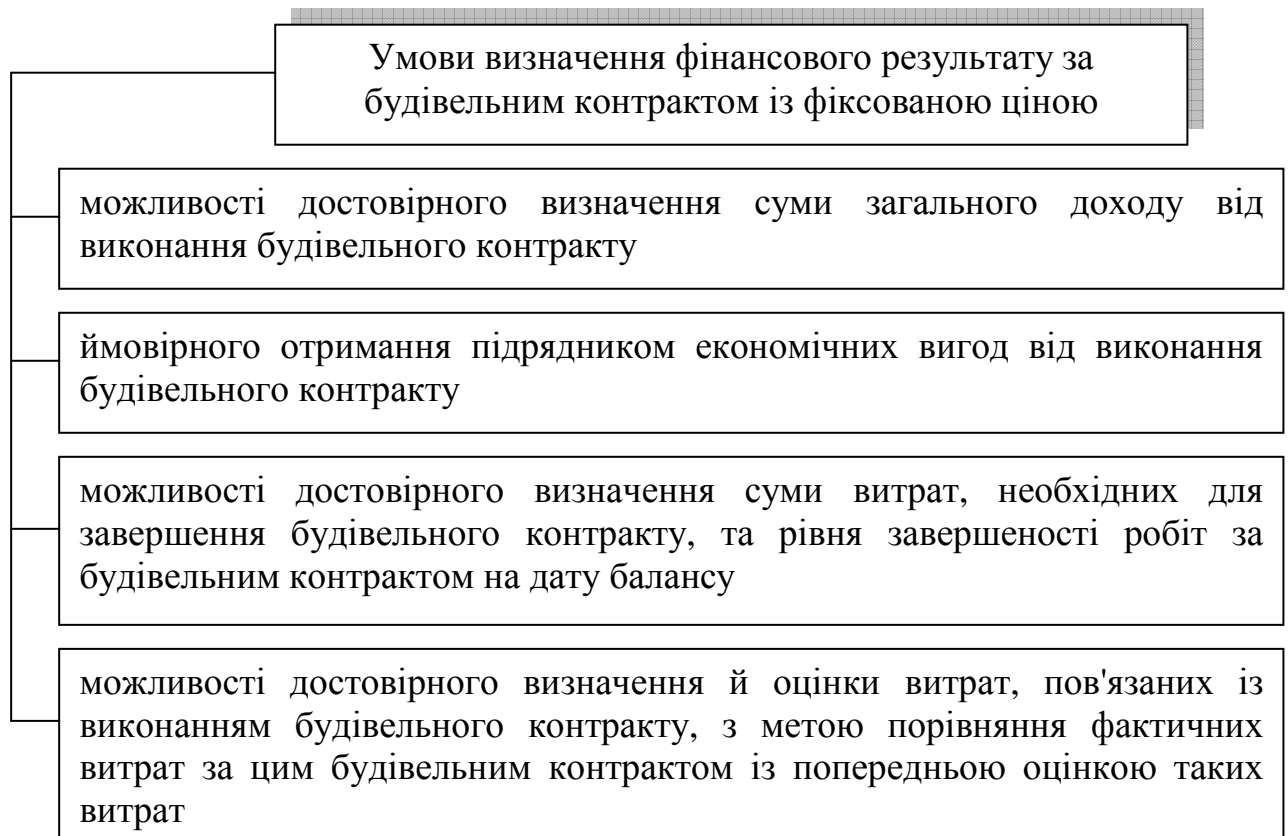 Умови визначення фінансового результату за
будівельним контрактом із фіксованою ціною
можливості достовірного визначення суми загального доходу від
виконання будівельного контракту
ймовірного отримання підрядником економічних вигод від виконання
будівельного контракту
можливості достовірного визначення суми витрат, необхідних для
завершення будівельного контракту, та рівня завершеності робіт за
будівельним контрактом на дату балансу
можливості достовірного визначення й оцінки витрат, пов'язаних із
виконанням будівельного контракту, з метою порівняння фактичних
витрат за цим будівельним контрактом із попередньою оцінкою таких
витрат